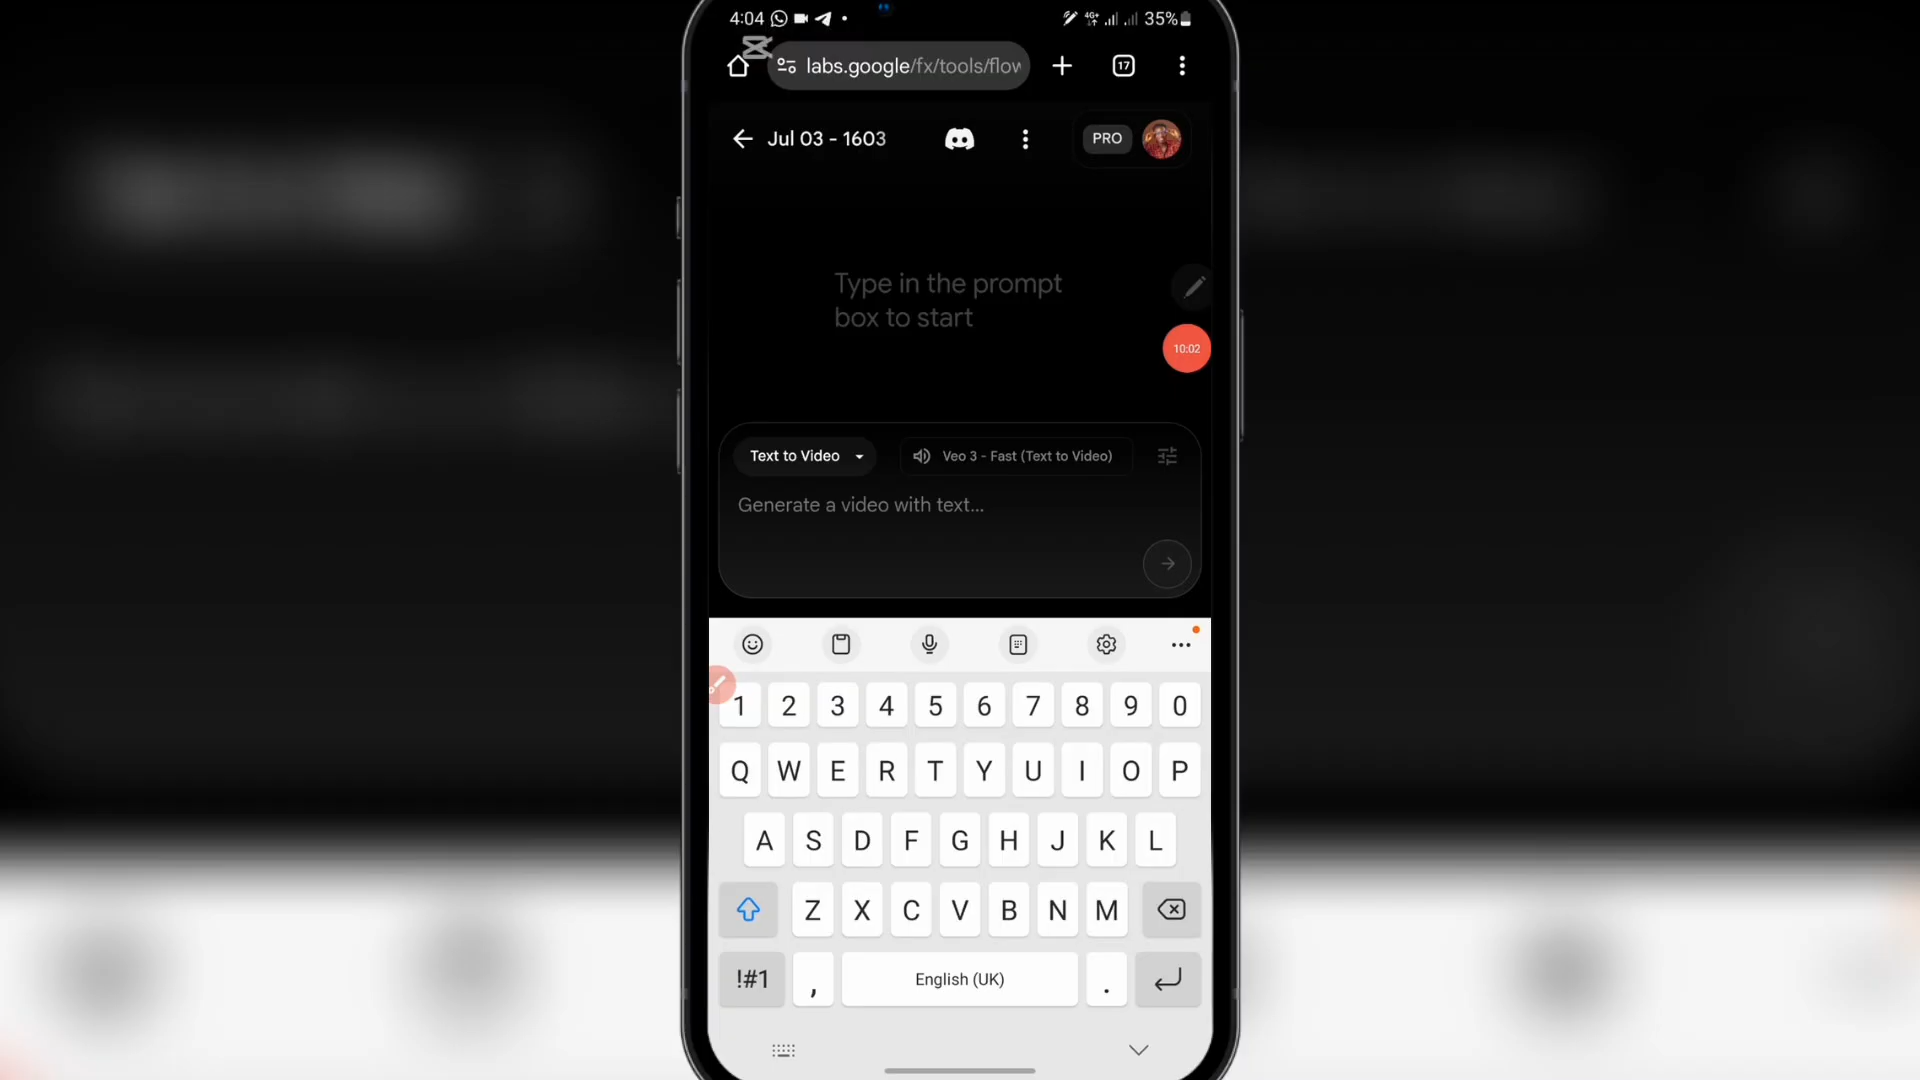 4:04
4G+
35%
labs.google/fx/tools/flow
17
Jul 03 - 1603
PRO
Type in the prompt
box to start
10:02
Text to Video
Veo 3 - Fast (Text to Video)
Generate a video with text...
1 2 3 4 5 6 7 8 9 0
Q W E R T Y U I O P
A S D F G H J K L
Z X C V B N M
!#1 , English (UK) .